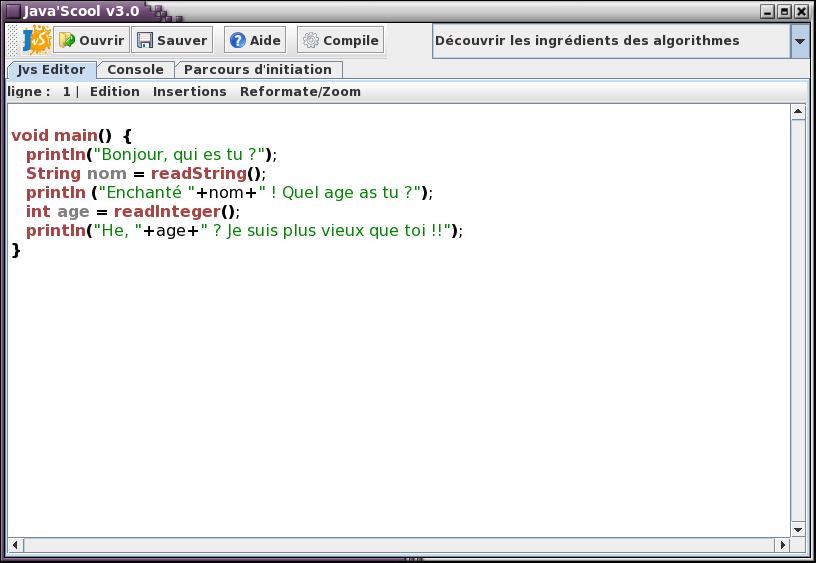 Java'Scool v3.0
Jvs Ouvrir Sauver Aide Compile Découvrir les ingrédients des algorithmes
Jvs Editor Console Parcours d'initiation
ligne : 1 | Edition Insertions Reformate/Zoom
void main() {
println("Bonjour, qui es tu ?");
String nom = readString();
println ("Enchanté "+nom+" ! Quel age as tu ?");
int age = readInteger();
println("He, "+age+" ? Je suis plus vieux que toi !!");
}